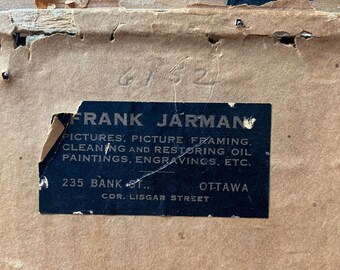 6152
FRANK JARMAN
PICTURES, PICTURE FRAMING,
CLEANING AND RESTORING OIL
PAINTINGS, ENGRAVINGS, ETC.
235 BANK ST., OTTAWA
COR. LISGAR STREET